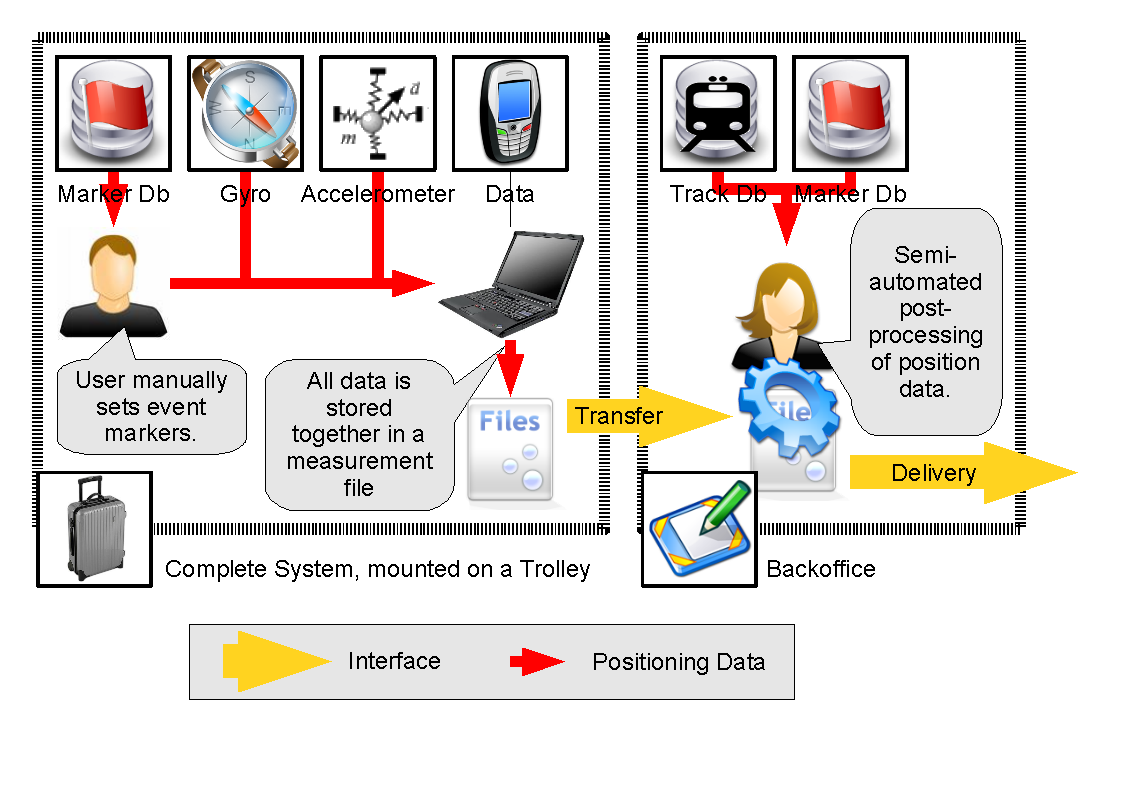 Marker Db
Gyro
Accelerometer
Data
a
m
S
W
E
N
User manually
sets event
markers.
All data is
stored
together in a
measurement
file
Files
Complete System, mounted on a Trolley
Transfer
Track Db
Marker Db
Semi-
automated
post-
processing
of position
data.
File
Delivery
Backoffice
Interface
Positioning Data